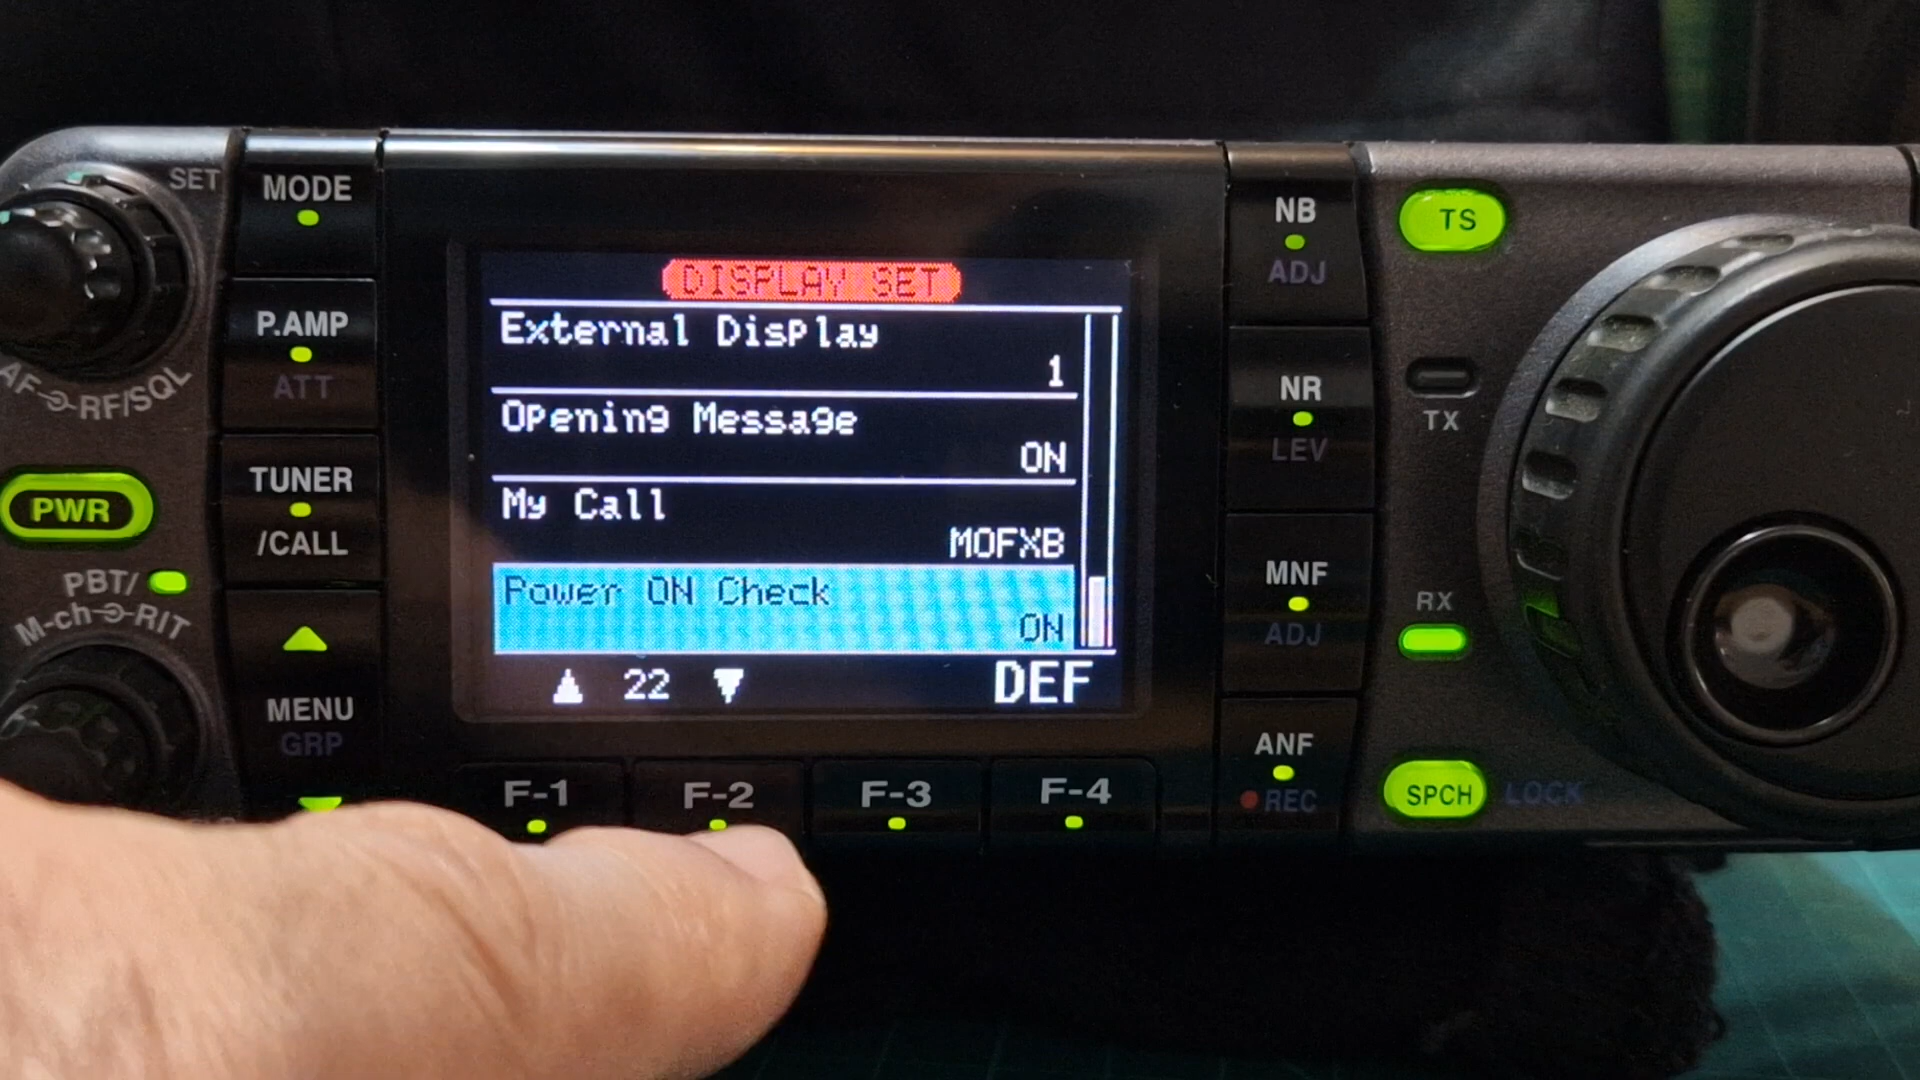 SET
MODE
P.AMP
ATT
AF RF/SQL
PWR
TUNER
/CALL
PBT/
M-ch RIT
MENU
GRP
DISPLAY SET
External Display
1
Opening Message
ON
My Call
M0FXB
Power ON Check
ON
22
DEF
F-1
F-2
F-3
F-4
NB
ADJ
NR
LEV
MNF
ADJ
ANF
REC
TS
TX
RX
SPCH
LOCK